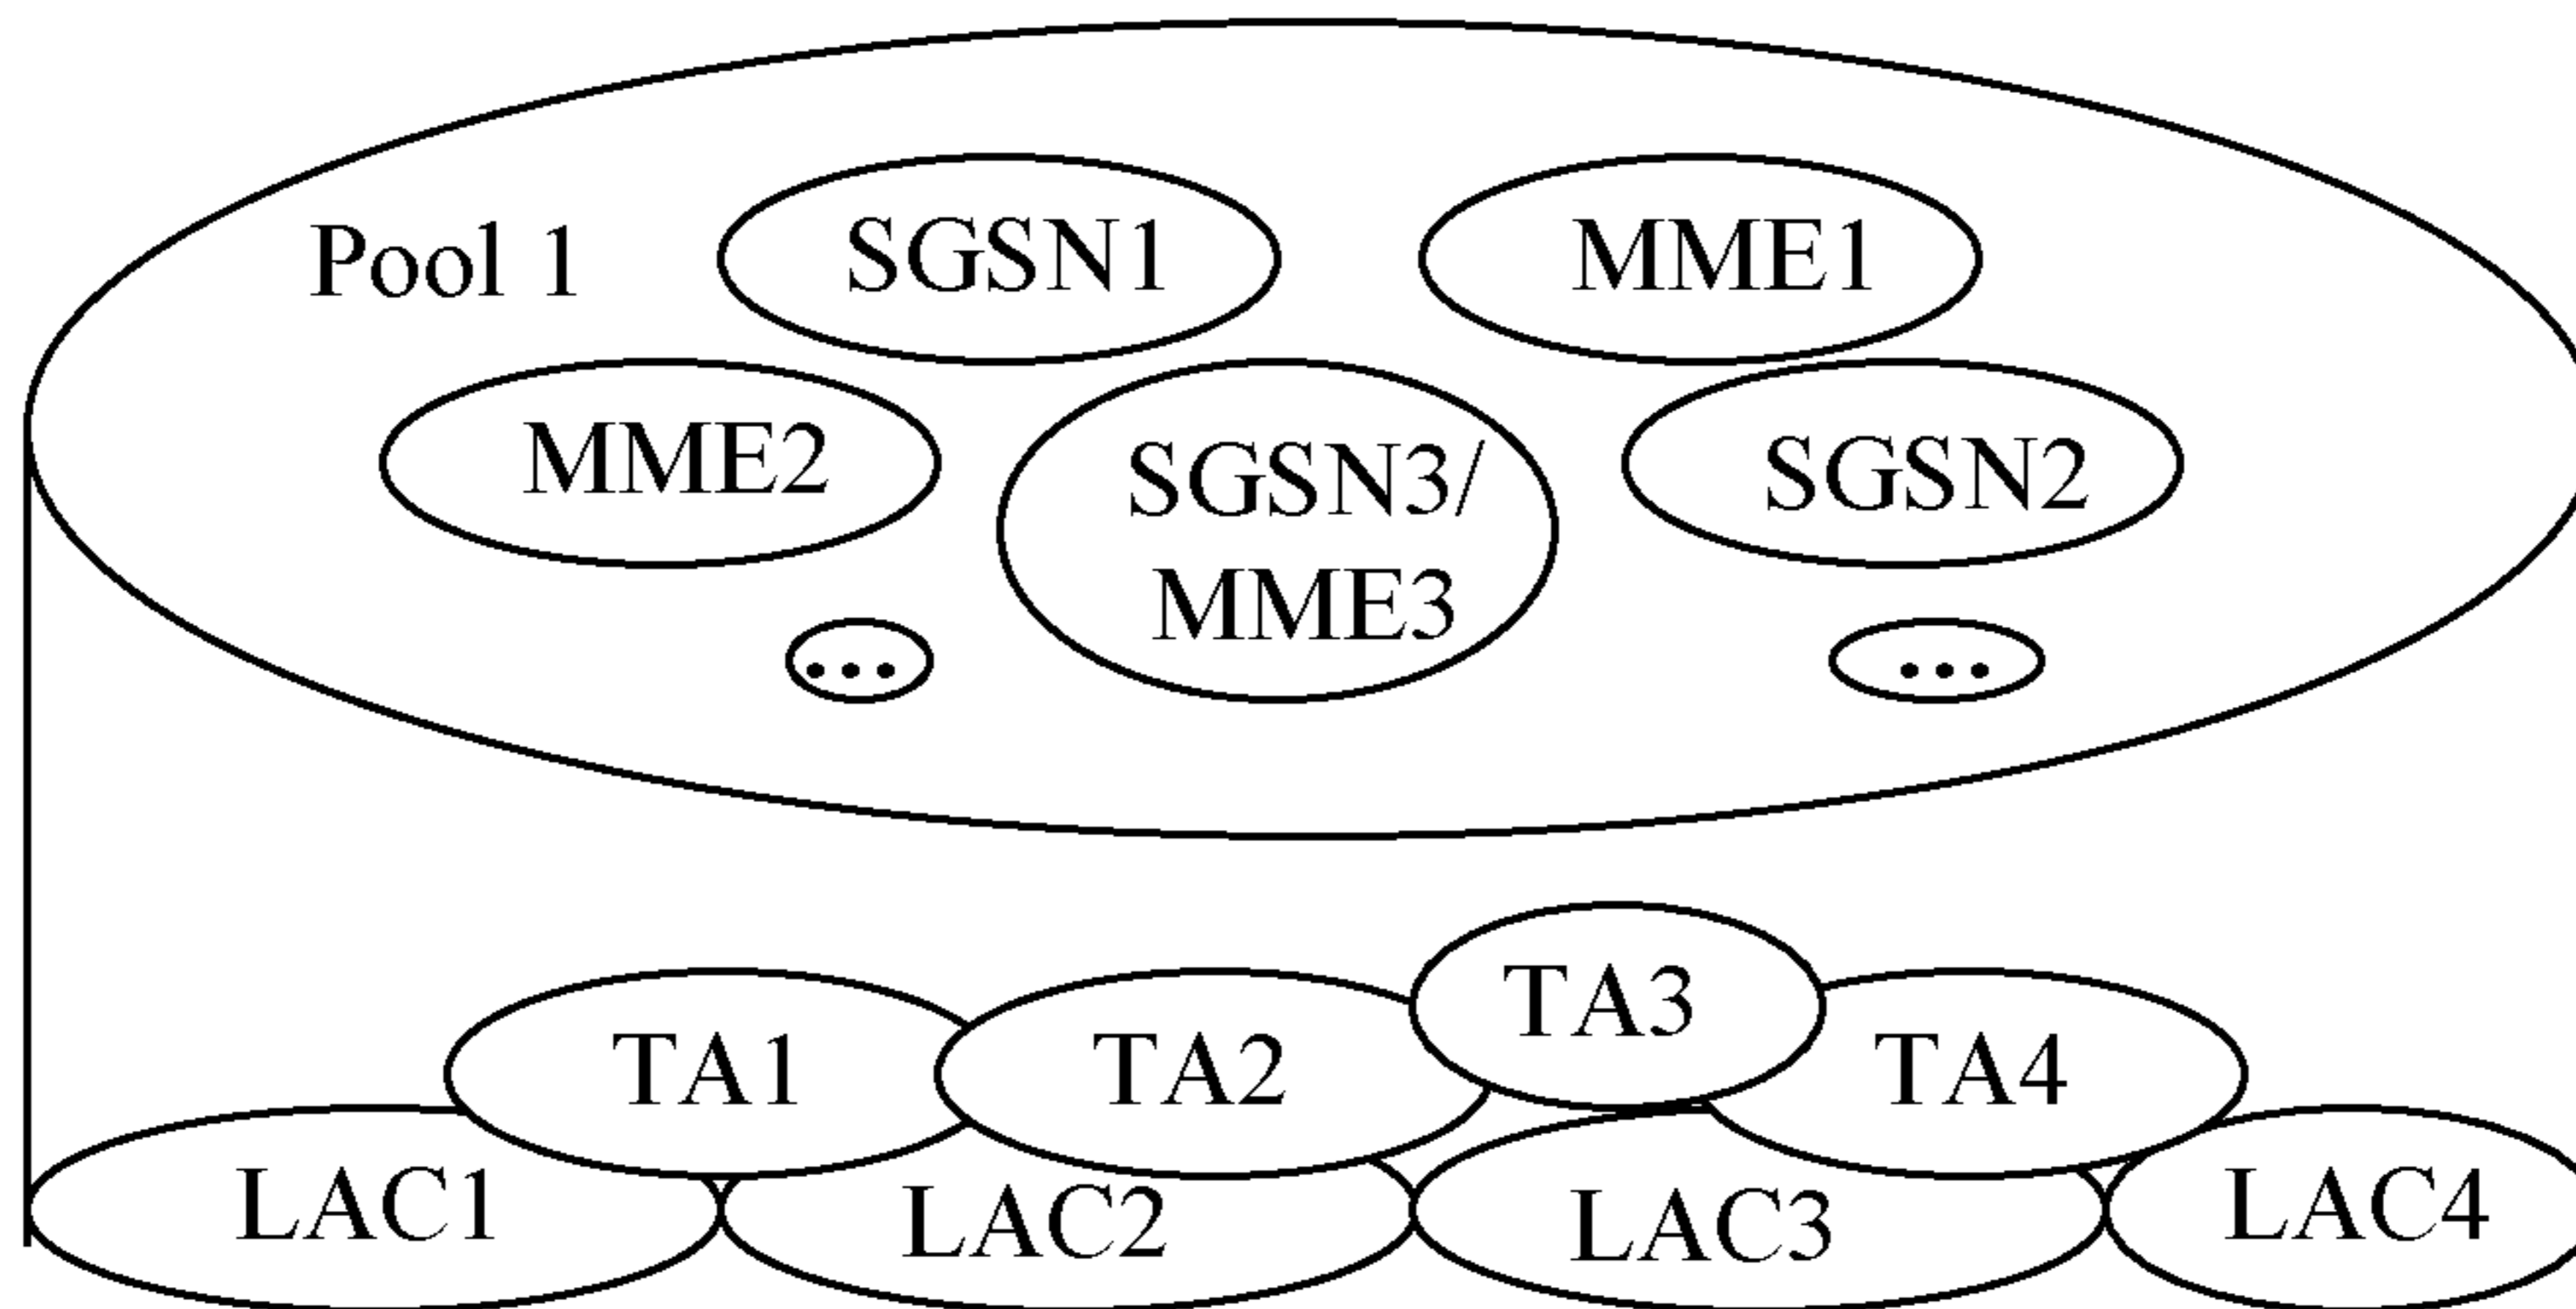 Pool 1
SGSN1
MME1
MME2
SGSN3/
MME3
SGSN2
...
...
TA1
TA2
TA3
TA4
LAC1
LAC2
LAC3
LAC4